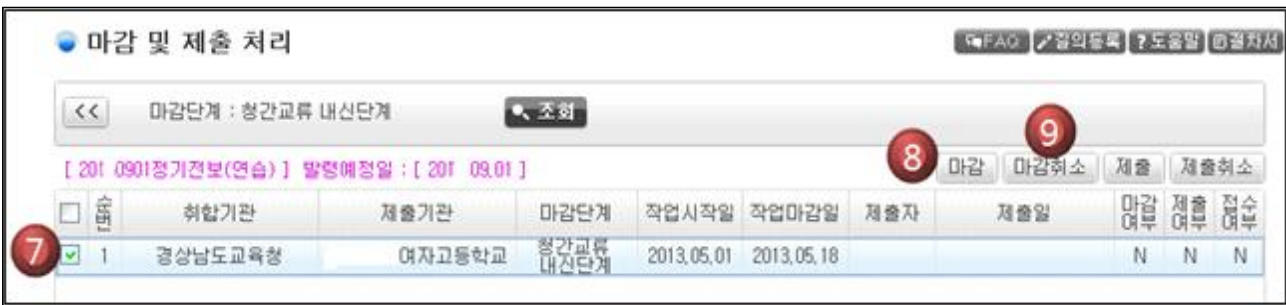 마감 및 제출 처리
FAQ 결의등록 ?도움말 절차서
<< 마감단계 : 청간교류 내신단계 조회
8 9
[ 201 0901정기전보(연습) ] 발령예정일 : [ 201 09.01 ] 마감 마감취소 제출 제출취소
순번 취합기관 제출기관 마감단계 작업시작일 작업마감일 제출자 제출일 마감여부 제출여부 접수여부
7 1 경상남도교육청 여자고등학교 청간교류 내신단계 2013.05.01 2013.05.18 N N N